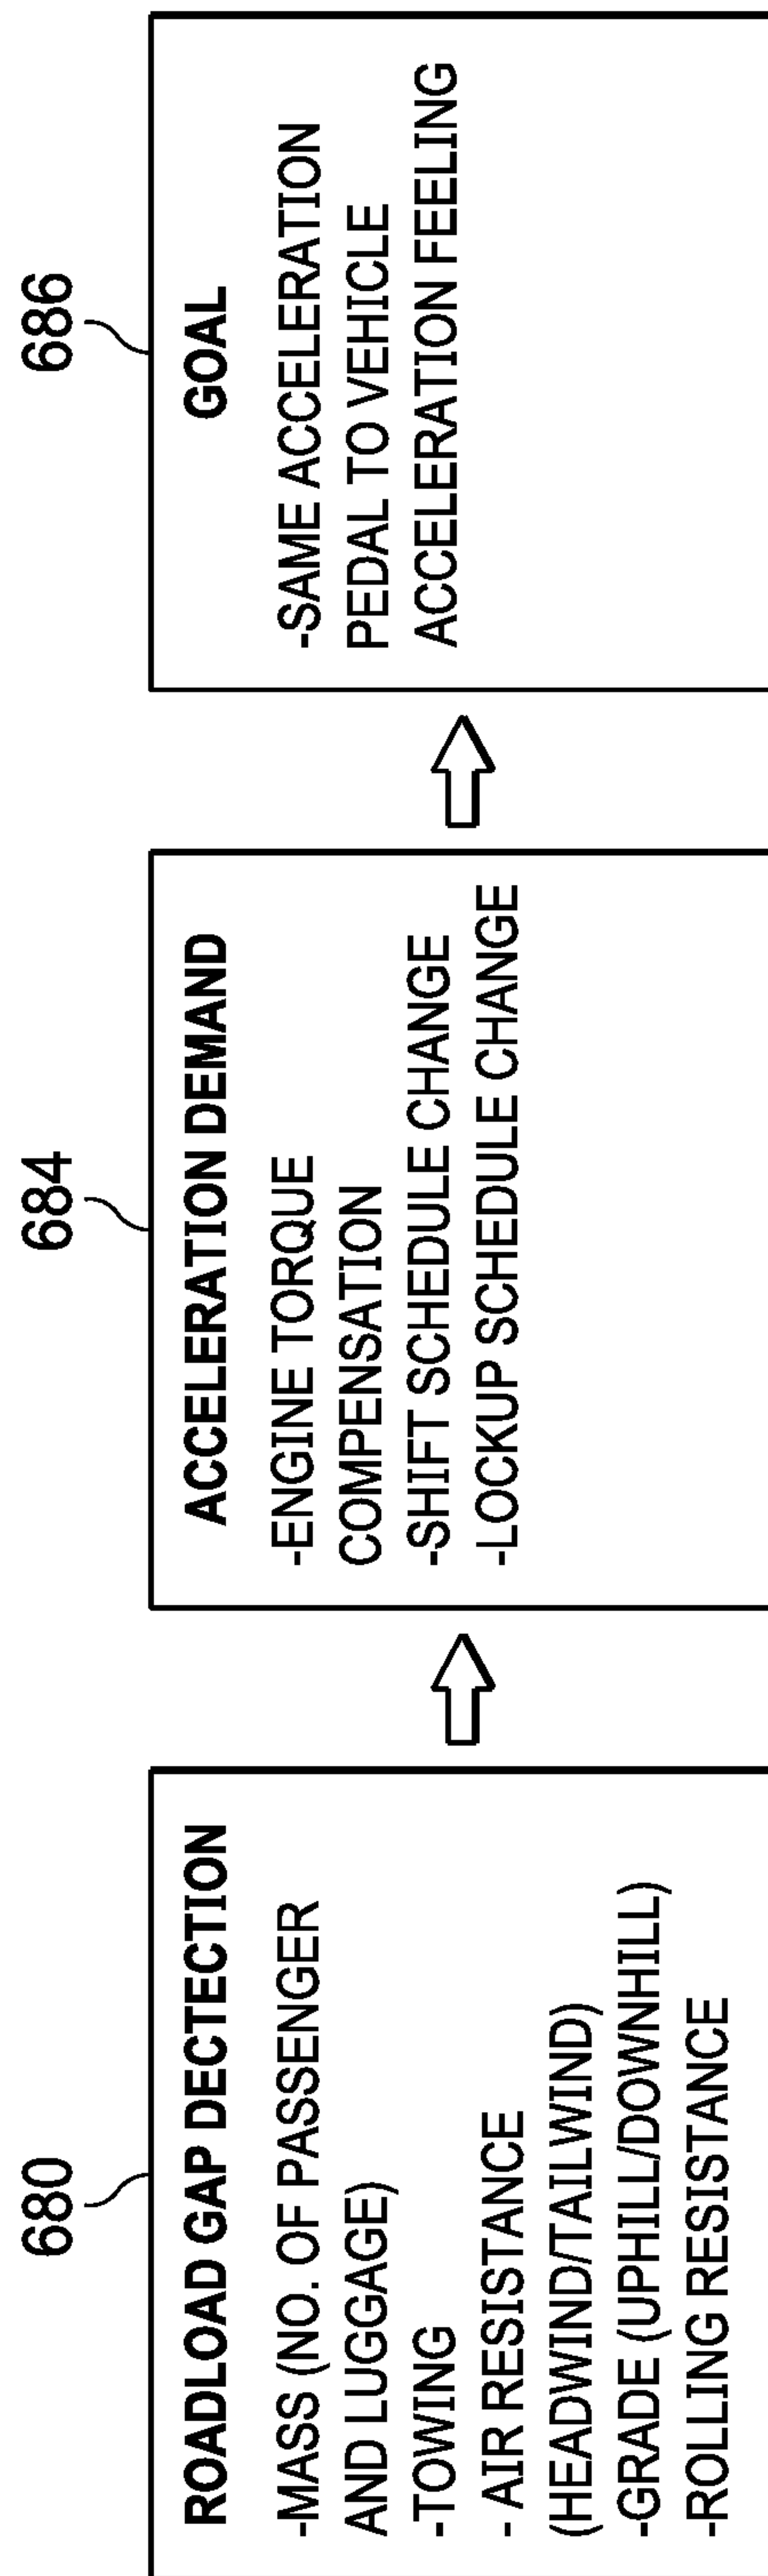 680
ROADLOAD GAP DECTECTION
-MASS (NO. OF PASSENGER
AND LUGGAGE)
-TOWING
- AIR RESISTANCE
(HEADWIND/TAILWIND)
-GRADE (UPHILL/DOWNHILL)
-ROLLING RESISTANCE
684
ACCELERATION DEMAND
-ENGINE TORQUE
COMPENSATION
-SHIFT SCHEDULE CHANGE
-LOCKUP SCHEDULE CHANGE
686
GOAL
-SAME ACCELERATION
PEDAL TO VEHICLE
ACCELERATION FEELING